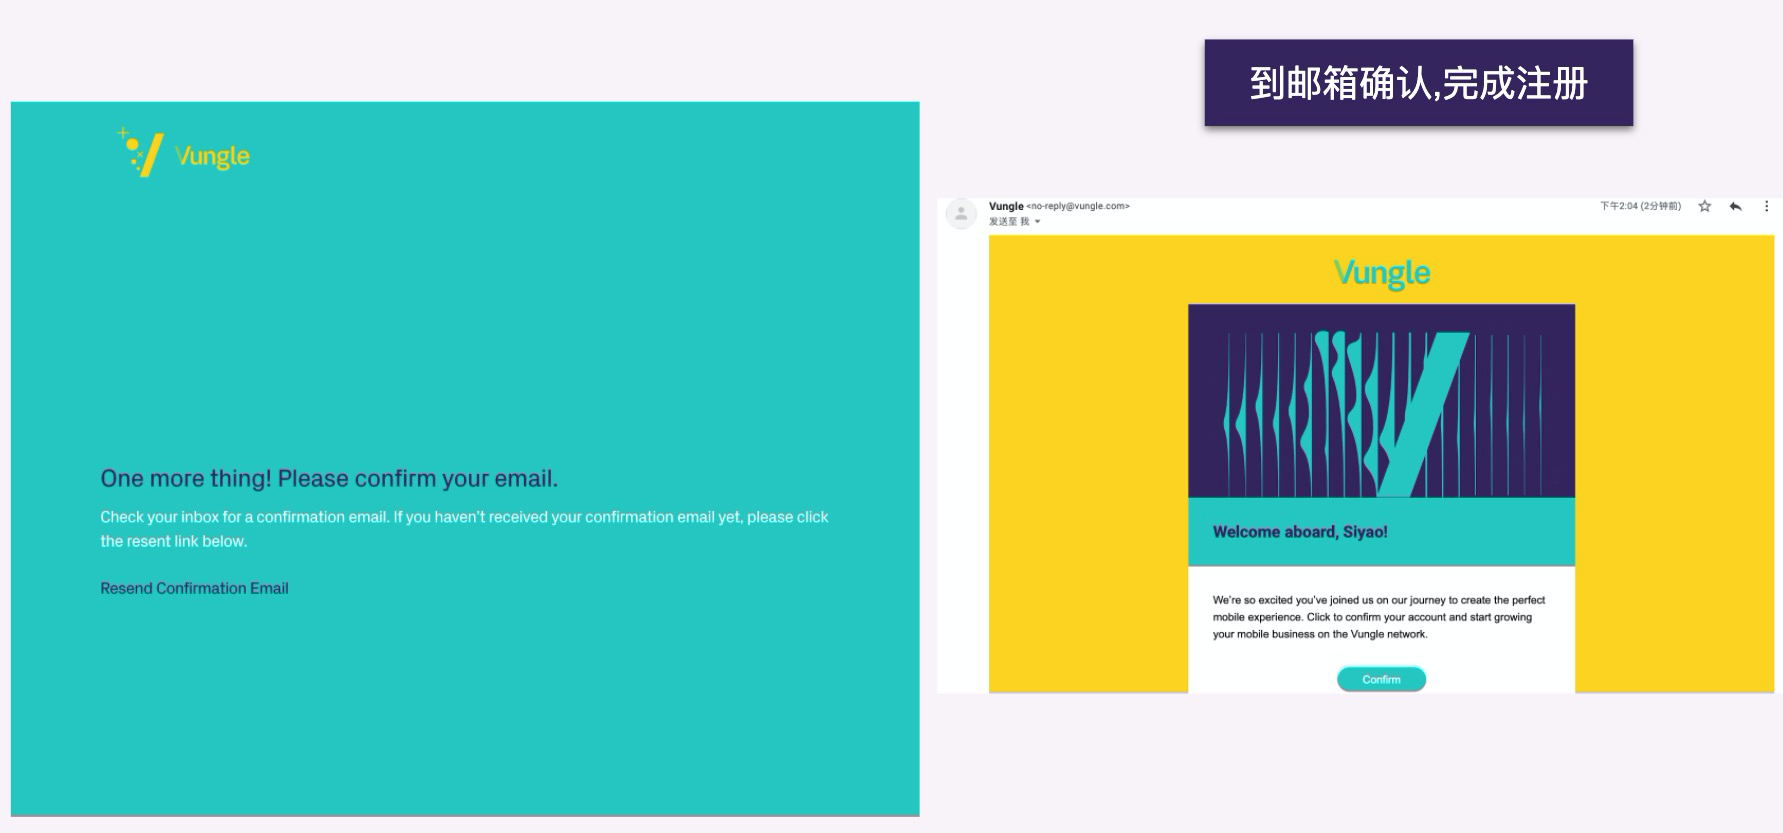 到邮箱确认,完成注册
Vungle
One more thing! Please confirm your email.
Check your inbox for a confirmation email. If you haven't received your confirmation email yet, please click
the resent link below.
Resend Confirmation Email
Vungle <no-reply@vungle.com>
下午2:04 (2分钟前)
发送至 我
Vungle
Welcome aboard, Siyao!
We're so excited you've joined us on our journey to create the perfect
mobile experience. Click to confirm your account and start growing
your mobile business on the Vungle network.
Confirm